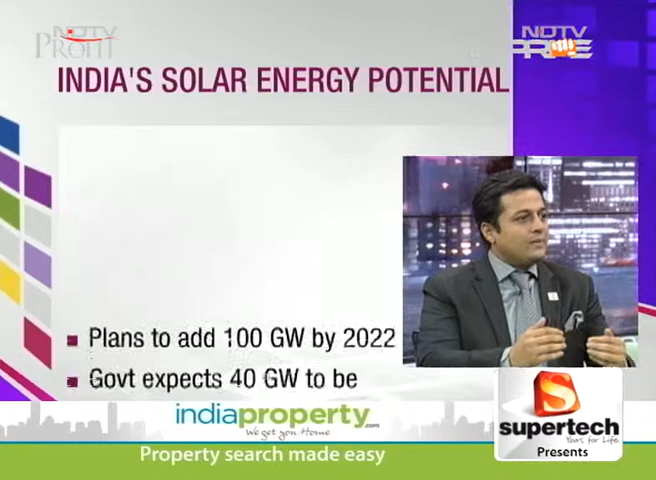 NDTV
PROFIT
NDTV
PRIME
INDIA'S SOLAR ENERGY POTENTIAL
Plans to add 100 GW by 2022
Govt expects 40 GW to be
indiaproperty.com
We get you Home
Property search made easy
supertech
Yours for Life
Presents